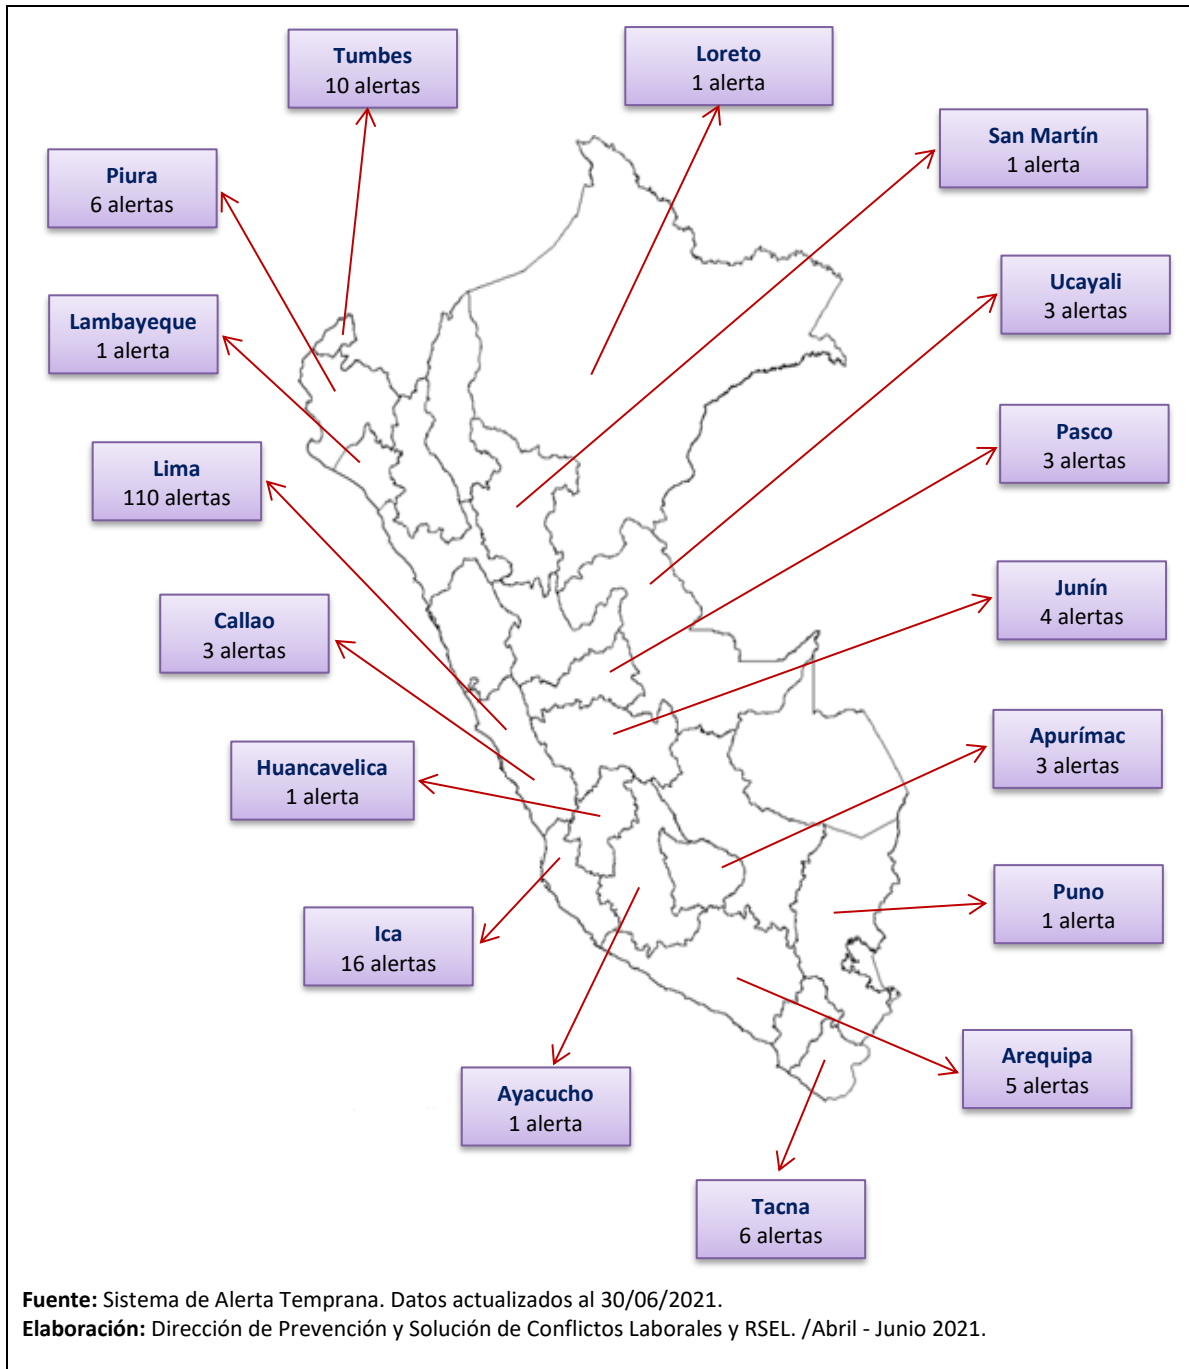 Tumbes
10 alertas
Loreto
1 alerta
San Martín
1 alerta
Piura
6 alertas
Ucayali
3 alertas
Lambayeque
1 alerta
Pasco
3 alertas
Lima
110 alertas
Junín
4 alertas
Callao
3 alertas
Apurímac
3 alertas
Huancavelica
1 alerta
Puno
1 alerta
Ica
16 alertas
Arequipa
5 alertas
Ayacucho
1 alerta
Tacna
6 alertas
Fuente: Sistema de Alerta Temprana. Datos actualizados al 30/06/2021.
Elaboración: Dirección de Prevención y Solución de Conflictos Laborales y RSEL. /Abril - Junio 2021.